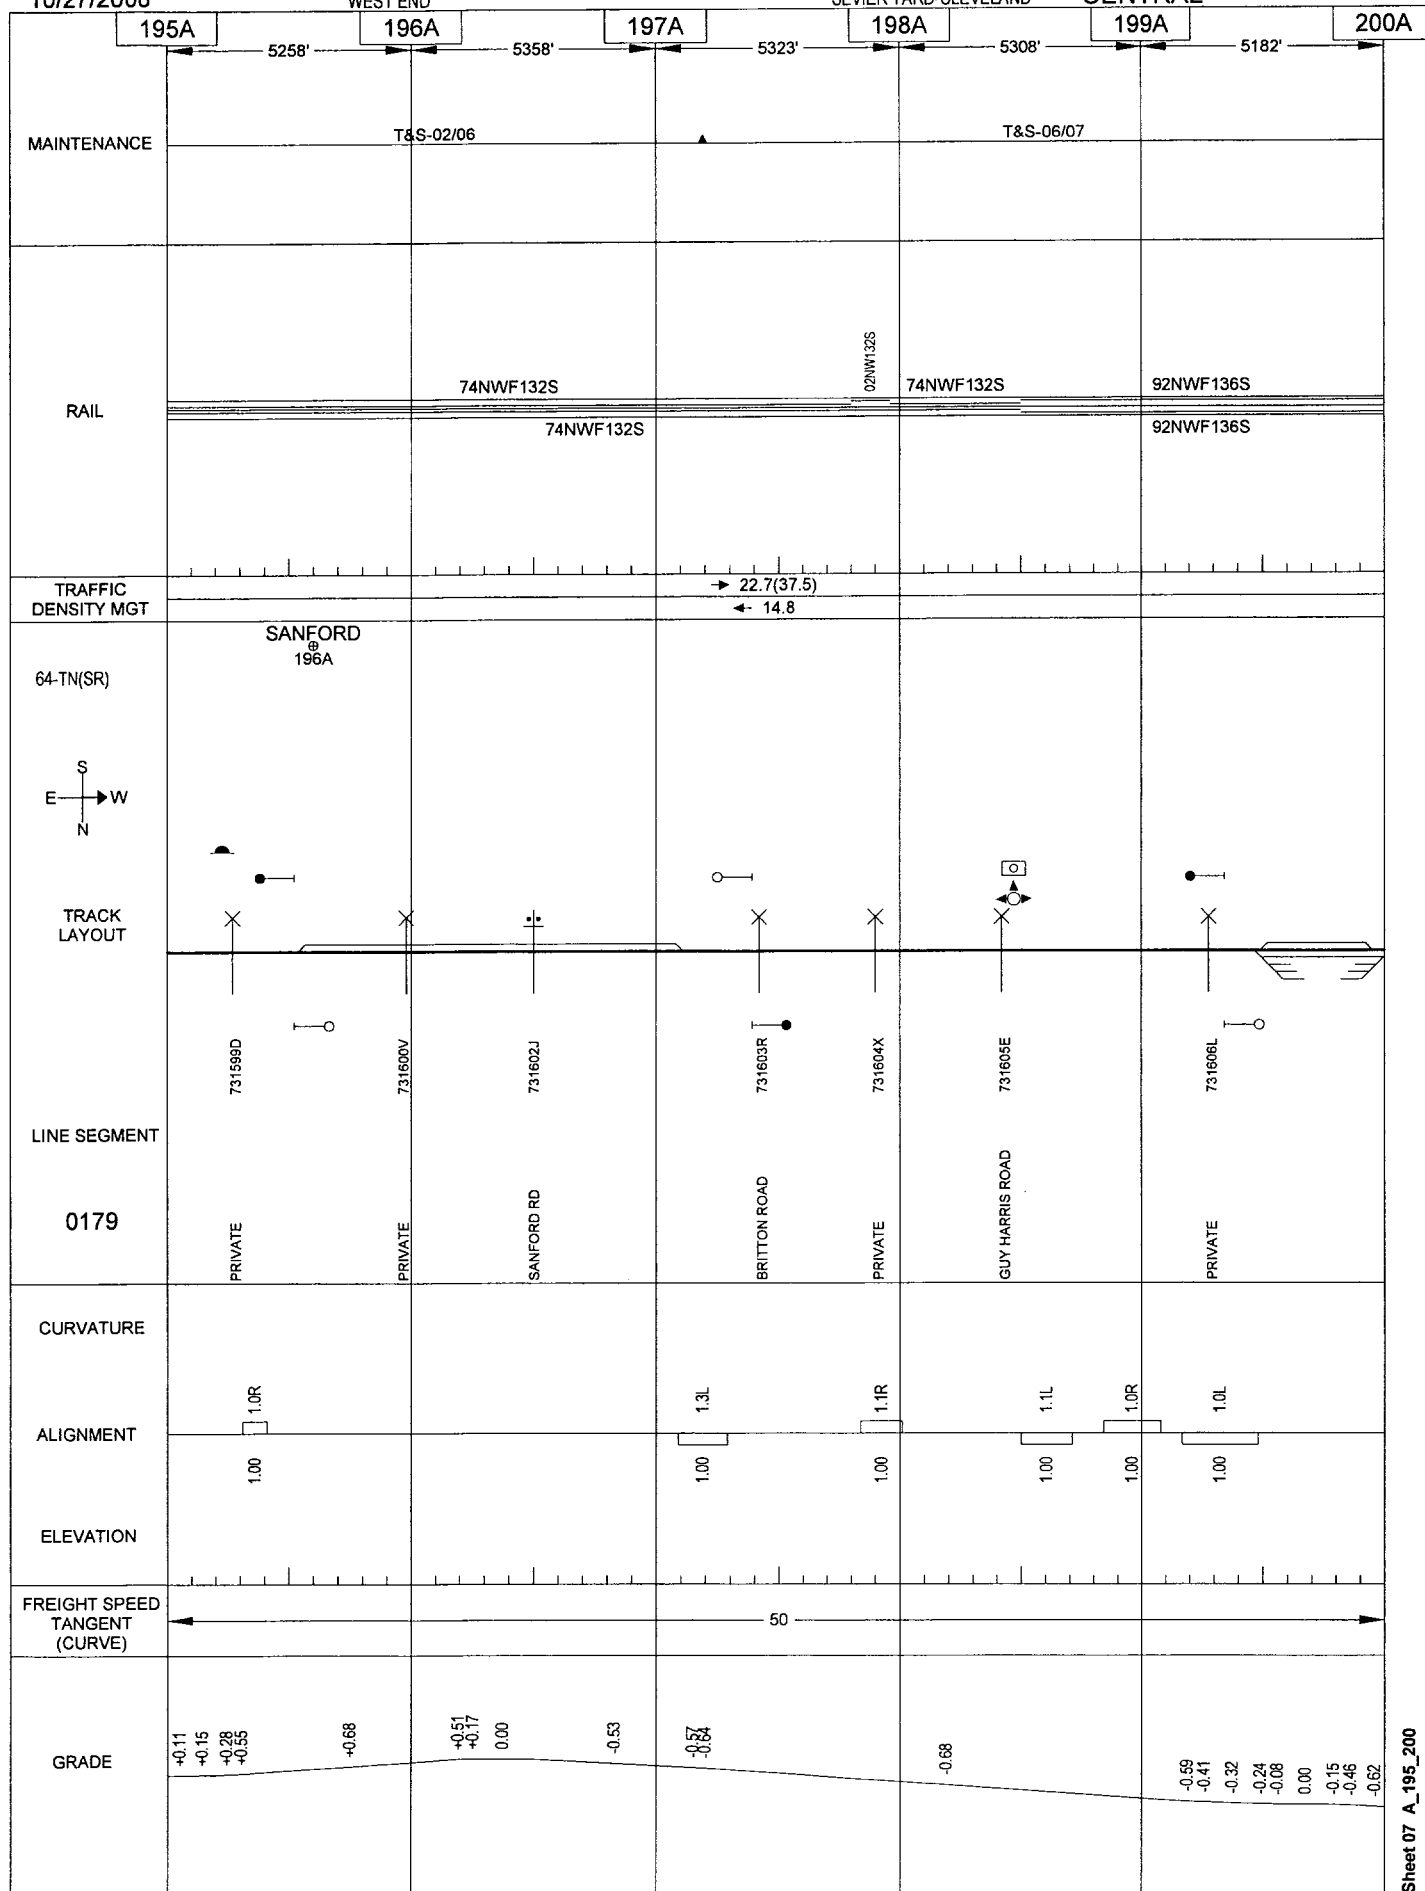 10/27/2008 WEST END SEVIER YARD-CLEVELAND CENTRAL
195A 196A 197A 198A 199A 200A
5258' 5358' 5323' 5308' 5182'
MAINTENANCE T&S-02/06 T&S-06/07
02NW132S
74NWF132S 74NWF132S 92NWF136S
RAIL
74NWF132S 92NWF136S
TRAFFIC
DENSITY MGT
22.7(37.5)
14.8
SANFORD
196A
64-TN(SR)
S
E W
N
TRACK
LAYOUT
731599D 731600V 731602J 731603R 731604X 731605E 731606L
LINE SEGMENT
0179
PRIVATE PRIVATE SANFORD RD BRITTON ROAD PRIVATE GUY HARRIS ROAD PRIVATE
CURVATURE
1.0R 1.3L 1.1R 1.1L 1.0R 1.0L
ALIGNMENT
1.00 1.00 1.00 1.00 1.00 1.00
ELEVATION
FREIGHT SPEED
TANGENT
(CURVE)
50
GRADE
+0.11 +0.15 +0.28 +0.55 +0.68 +0.51 +0.17 0.00 -0.53 -0.57 -0.64 -0.68 -0.59 -0.41 -0.32 -0.24 -0.08 0.00 -0.15 -0.46 -0.62
Sheet 07 A_195_200